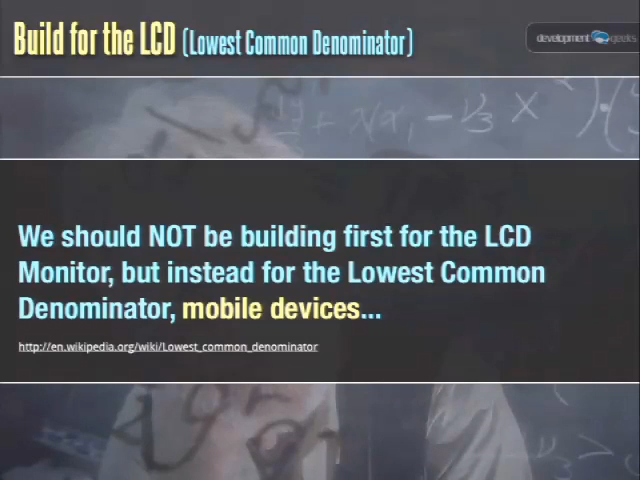 Build for the LCD (Lowest Common Denominator)
development geeks
We should NOT be building first for the LCD
Monitor, but instead for the Lowest Common
Denominator, mobile devices...
http://en.wikipedia.org/wiki/Lowest_common_denominator